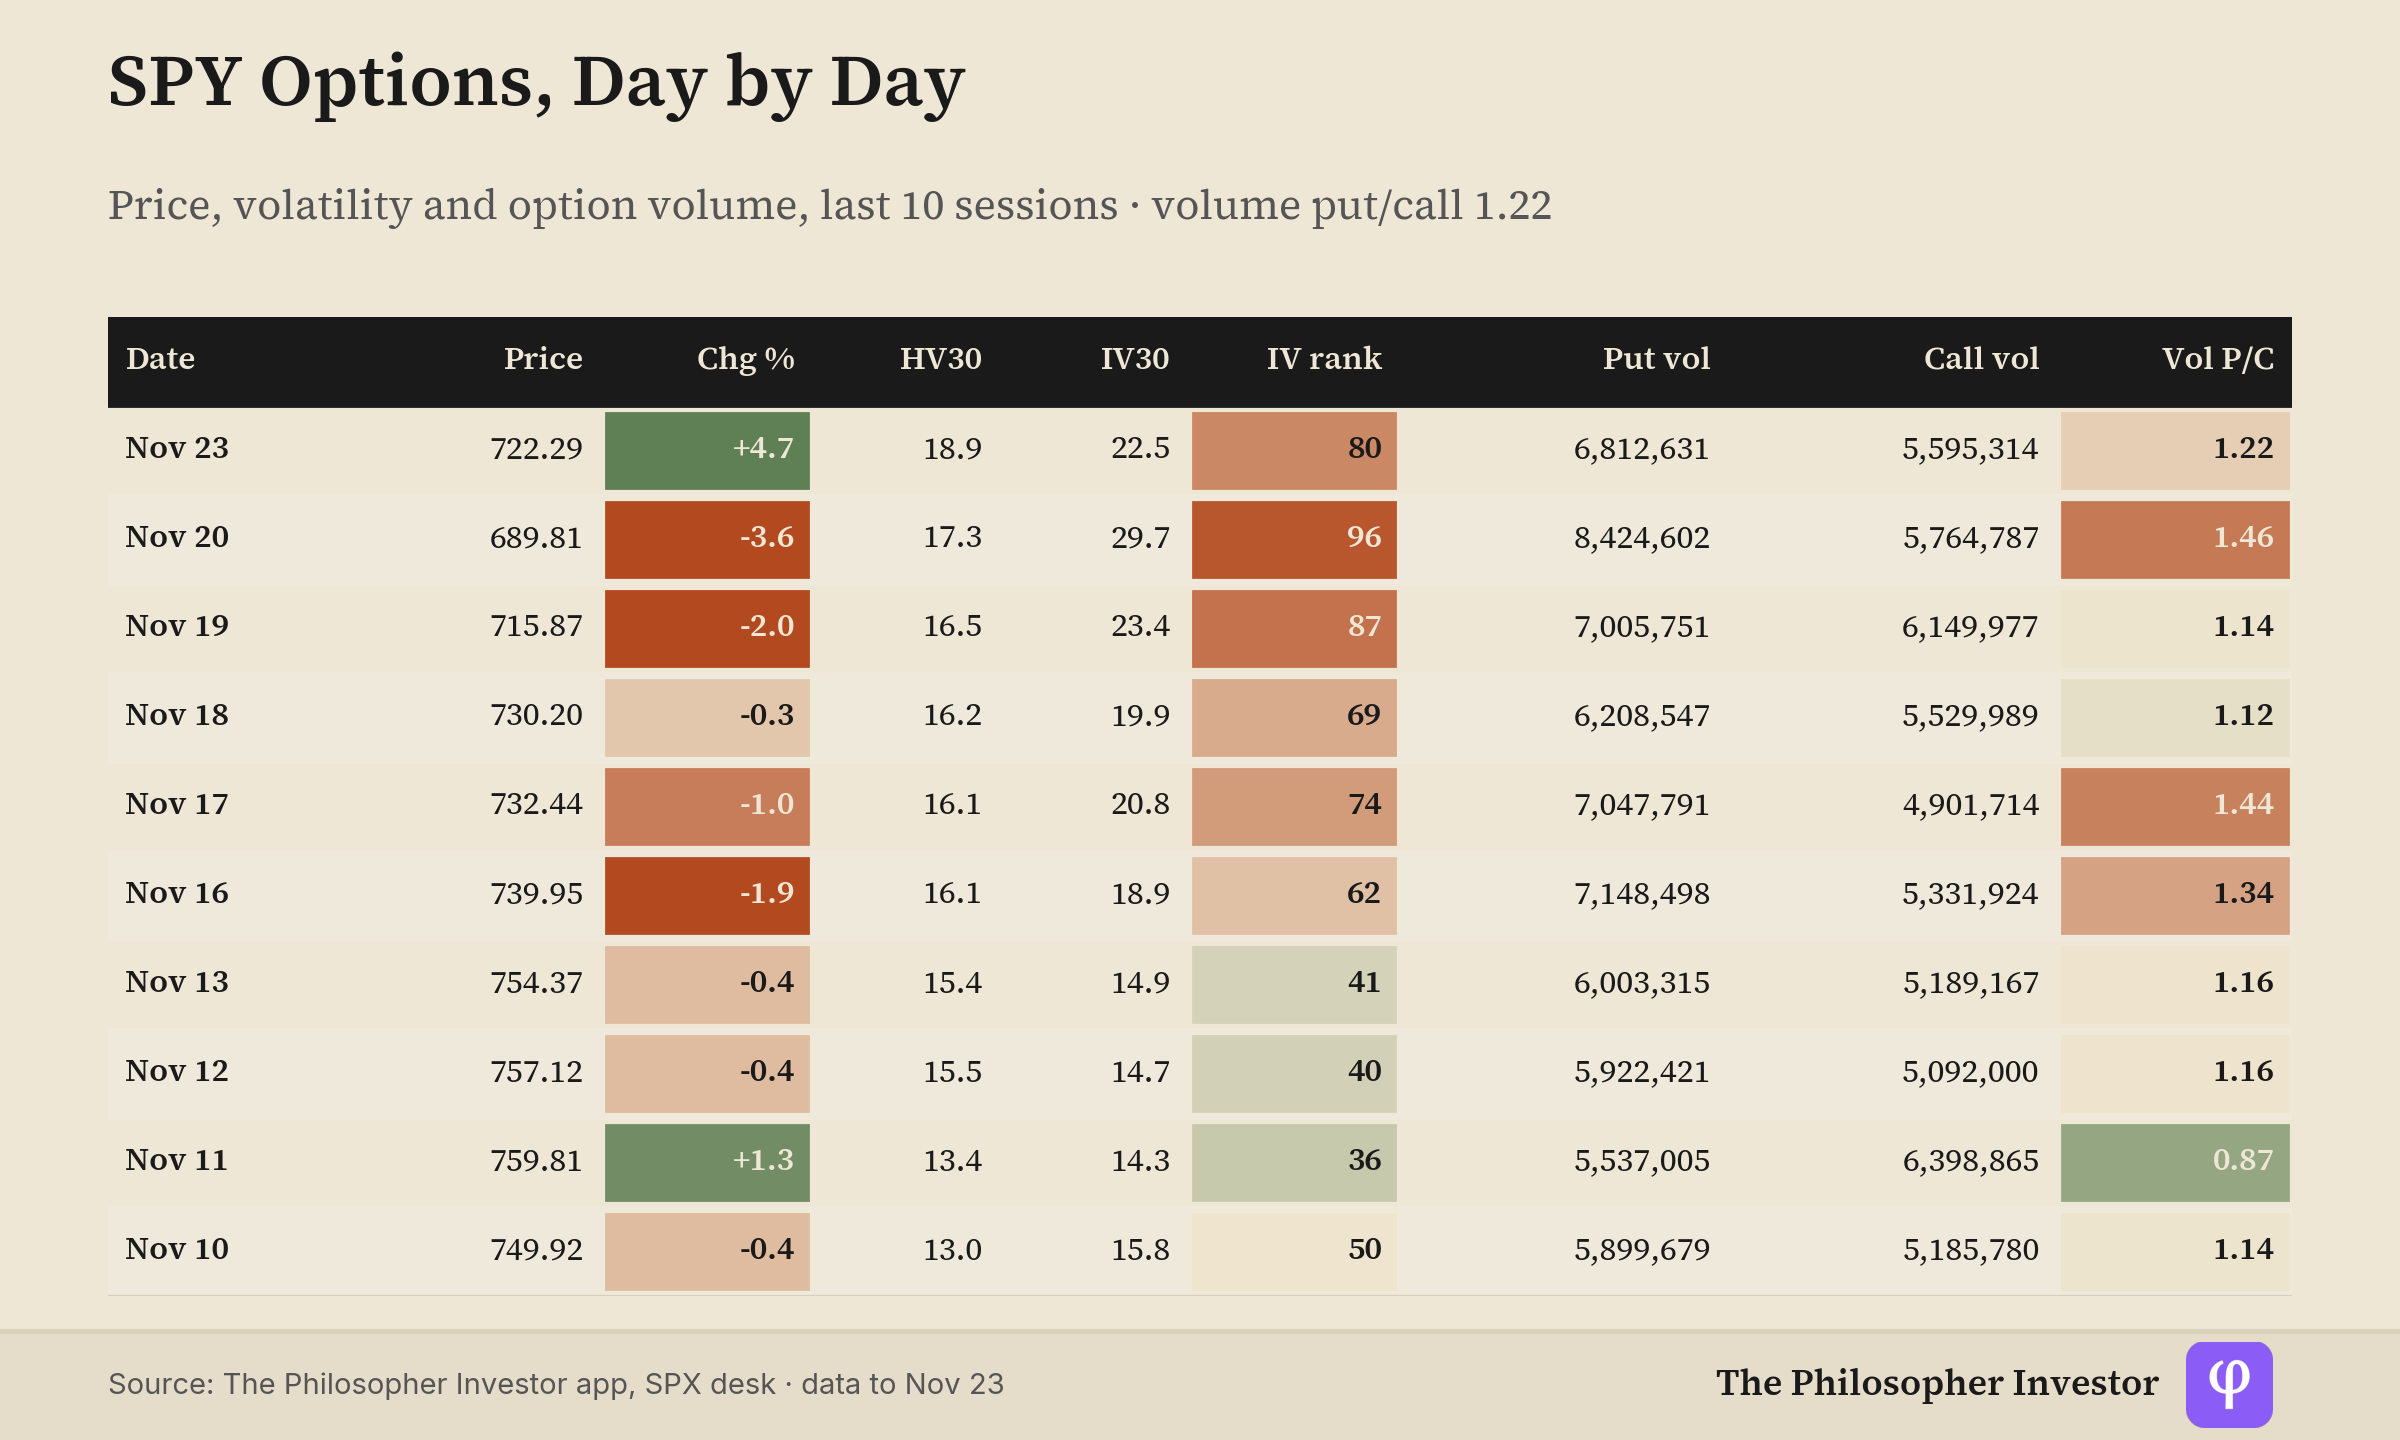 SPY Options, Day by Day
Price, volatility and option volume, last 10 sessions · volume put/call 1.22
Date Price Chg % HV30 IV30 IV rank Put vol Call vol Vol P/C
Nov 23 722.29 +4.7 18.9 22.5 80 6,812,631 5,595,314 1.22
Nov 20 689.81 -3.6 17.3 29.7 96 8,424,602 5,764,787 1.46
Nov 19 715.87 -2.0 16.5 23.4 87 7,005,751 6,149,977 1.14
Nov 18 730.20 -0.3 16.2 19.9 69 6,208,547 5,529,989 1.12
Nov 17 732.44 -1.0 16.1 20.8 74 7,047,791 4,901,714 1.44
Nov 16 739.95 -1.9 16.1 18.9 62 7,148,498 5,331,924 1.34
Nov 13 754.37 -0.4 15.4 14.9 41 6,003,315 5,189,167 1.16
Nov 12 757.12 -0.4 15.5 14.7 40 5,922,421 5,092,000 1.16
Nov 11 759.81 +1.3 13.4 14.3 36 5,537,005 6,398,865 0.87
Nov 10 749.92 -0.4 13.0 15.8 50 5,899,679 5,185,780 1.14
Source: The Philosopher Investor app, SPX desk · data to Nov 23
The Philosopher Investor φ